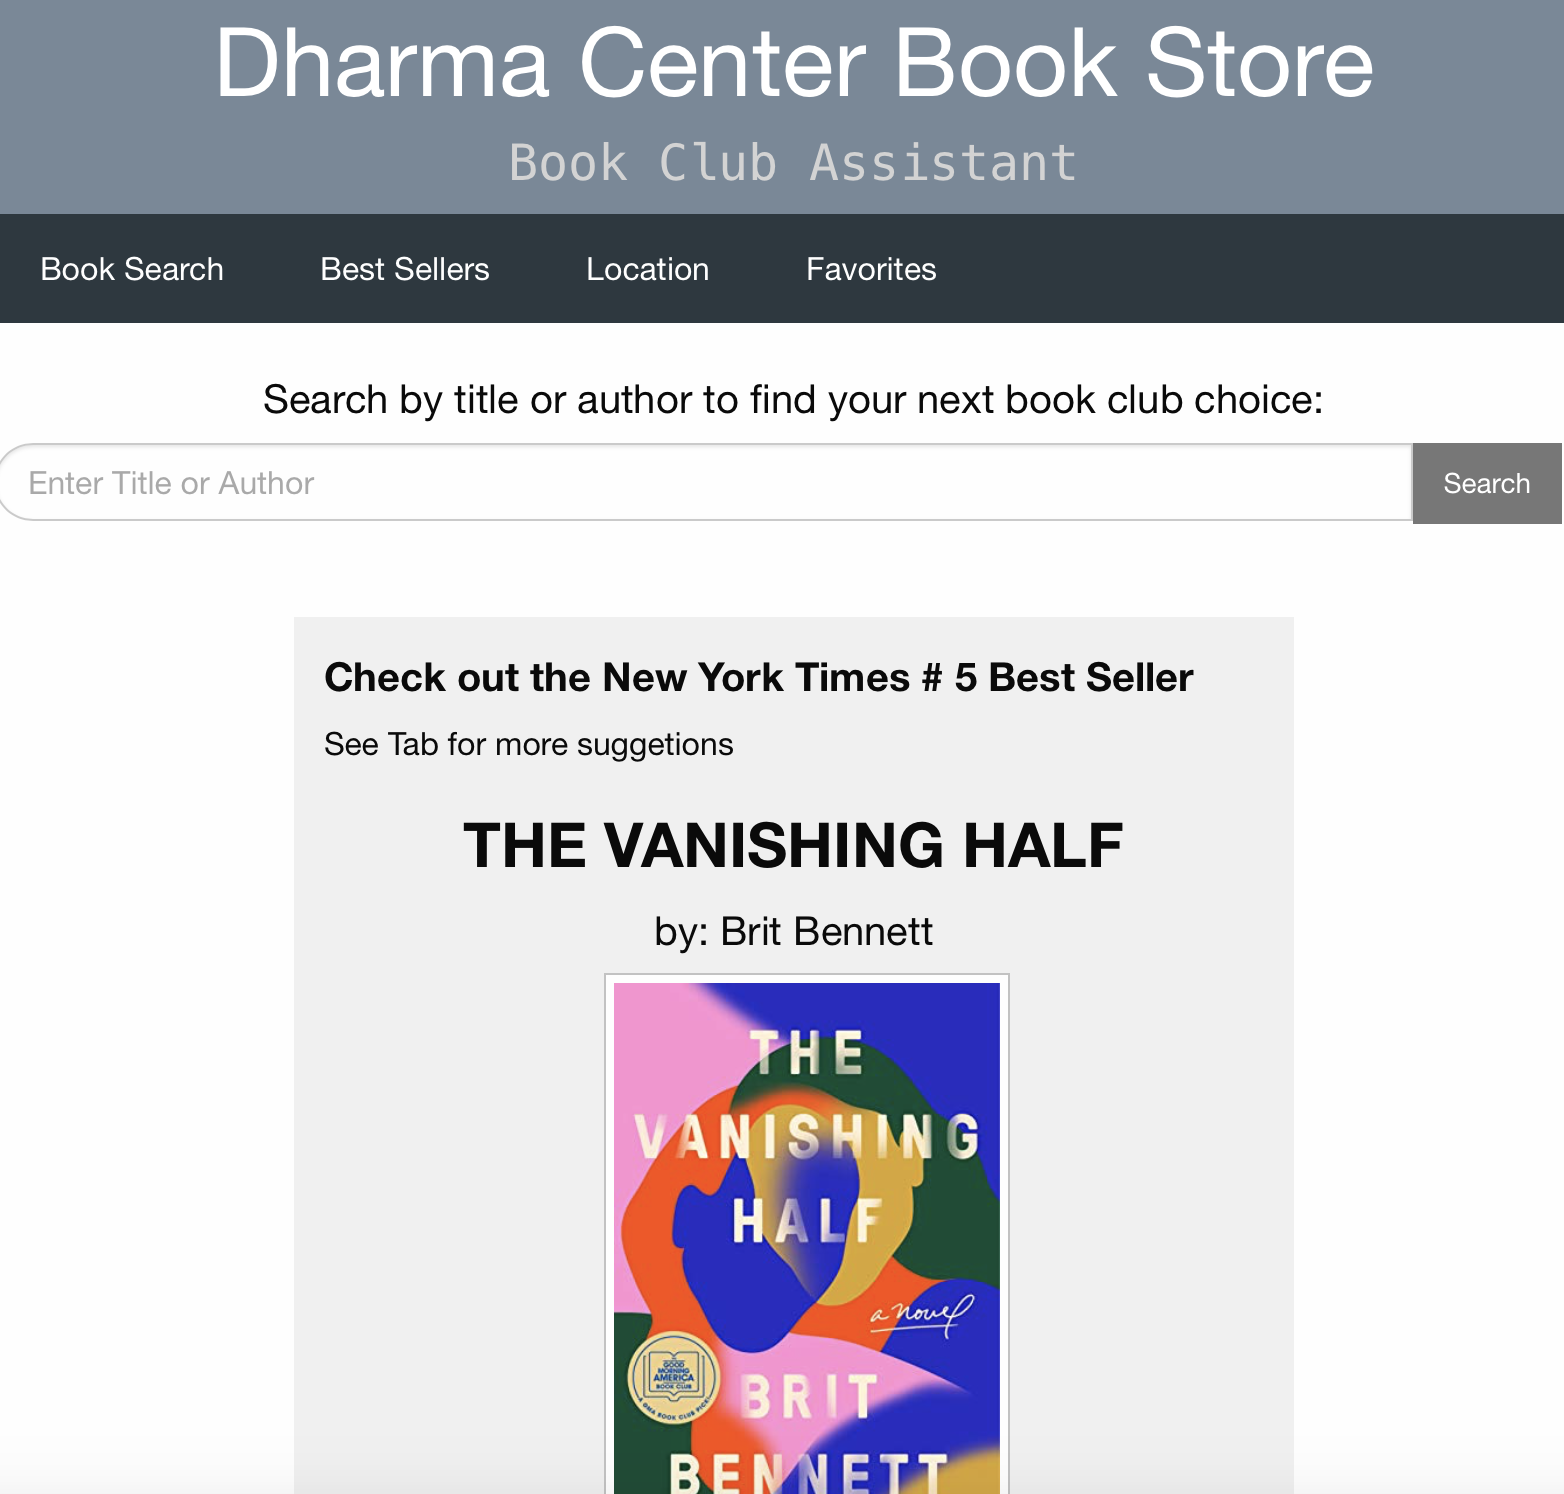 Dharma Center Book Store
Book Club Assistant
Book Search Best Sellers Location Favorites
Search by title or author to find your next book club choice:
Enter Title or Author Search
Check out the New York Times # 5 Best Seller
See Tab for more suggetions
THE VANISHING HALF
by: Brit Bennett
THE
VANISHING
HALF
a novel
GOOD
MORNING
AMERICA
BOOK CLUB
A GMA BOOK CLUB PICK
BRIT
BENNETT